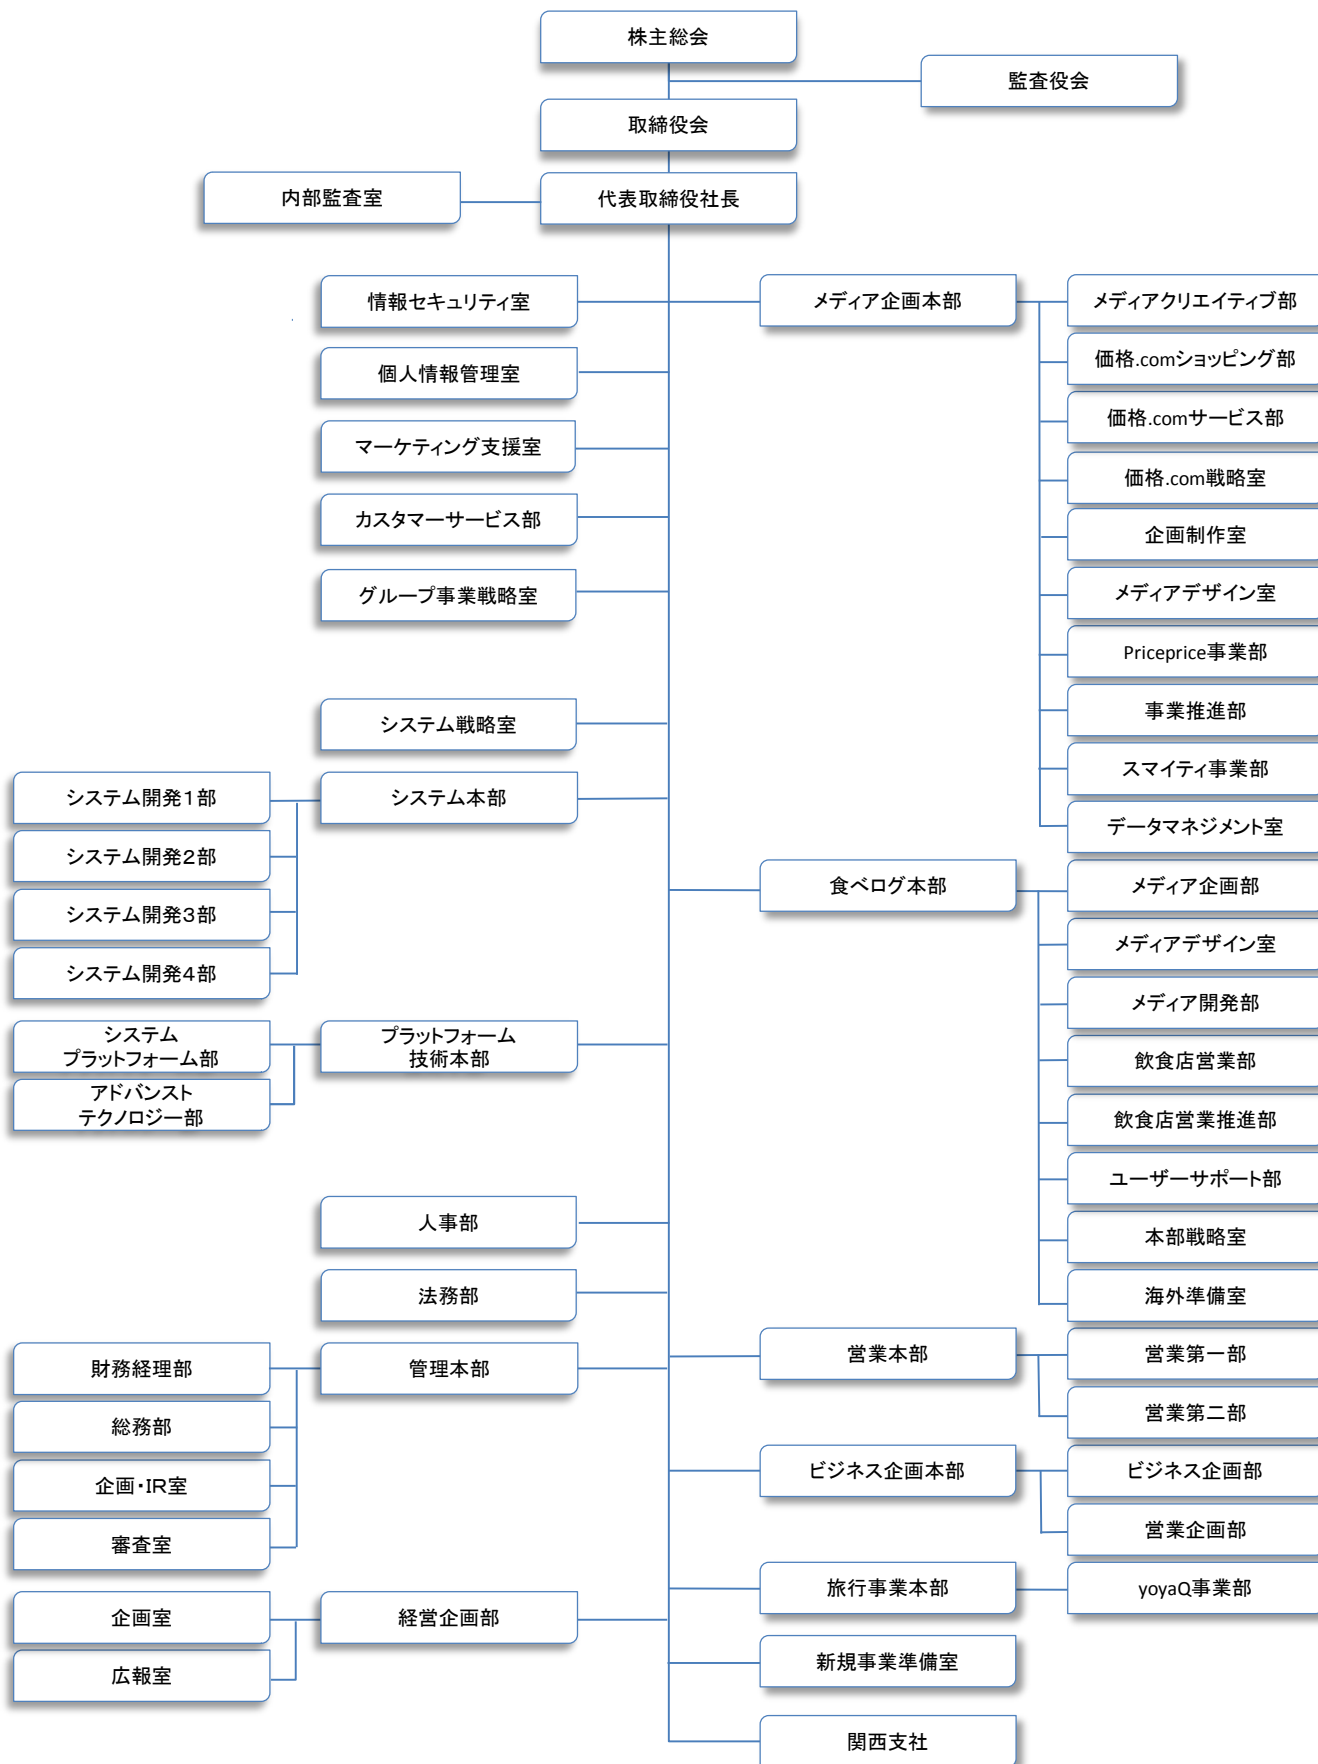 株主総会
監査役会
取締役会
内部監査室
代表取締役社長
情報セキュリティ室
個人情報管理室
マーケティング支援室
カスタマーサービス部
グループ事業戦略室
システム戦略室
システム本部
システム開発1部
システム開発2部
システム開発3部
システム開発4部
プラットフォーム
技術本部
システム
プラットフォーム部
アドバンスト
テクノロジー部
人事部
法務部
管理本部
財務経理部
総務部
企画・IR室
審査室
経営企画部
企画室
広報室
メディア企画本部
メディアクリエイティブ部
価格.comショッピング部
価格.comサービス部
価格.com戦略室
企画制作室
メディアデザイン室
Priceprice事業部
事業推進部
スマイティ事業部
データマネジメント室
食べログ本部
メディア企画部
メディアデザイン室
メディア開発部
飲食店営業部
飲食店営業推進部
ユーザーサポート部
本部戦略室
海外準備室
営業本部
営業第一部
営業第二部
ビジネス企画本部
ビジネス企画部
営業企画部
旅行事業本部
yoyaQ事業部
新規事業準備室
関西支社